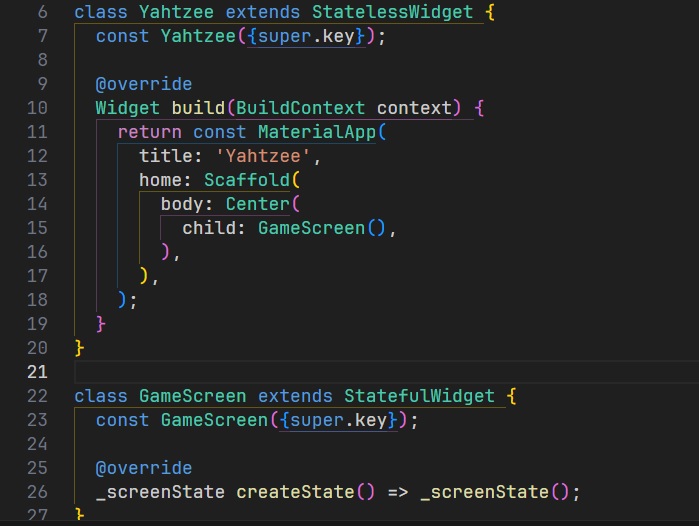 6 class Yahtzee extends StatelessWidget {
7   const Yahtzee({super.key});
8
9   @override
10   Widget build(BuildContext context) {
11     return const MaterialApp(
12       title: 'Yahtzee',
13       home: Scaffold(
14         body: Center(
15           child: GameScreen(),
16         ),
17       ),
18     );
19   }
20 }
21
22 class GameScreen extends StatefulWidget {
23   const GameScreen({super.key});
24
25   @override
26   _screenState createState() => _screenState();
27 }